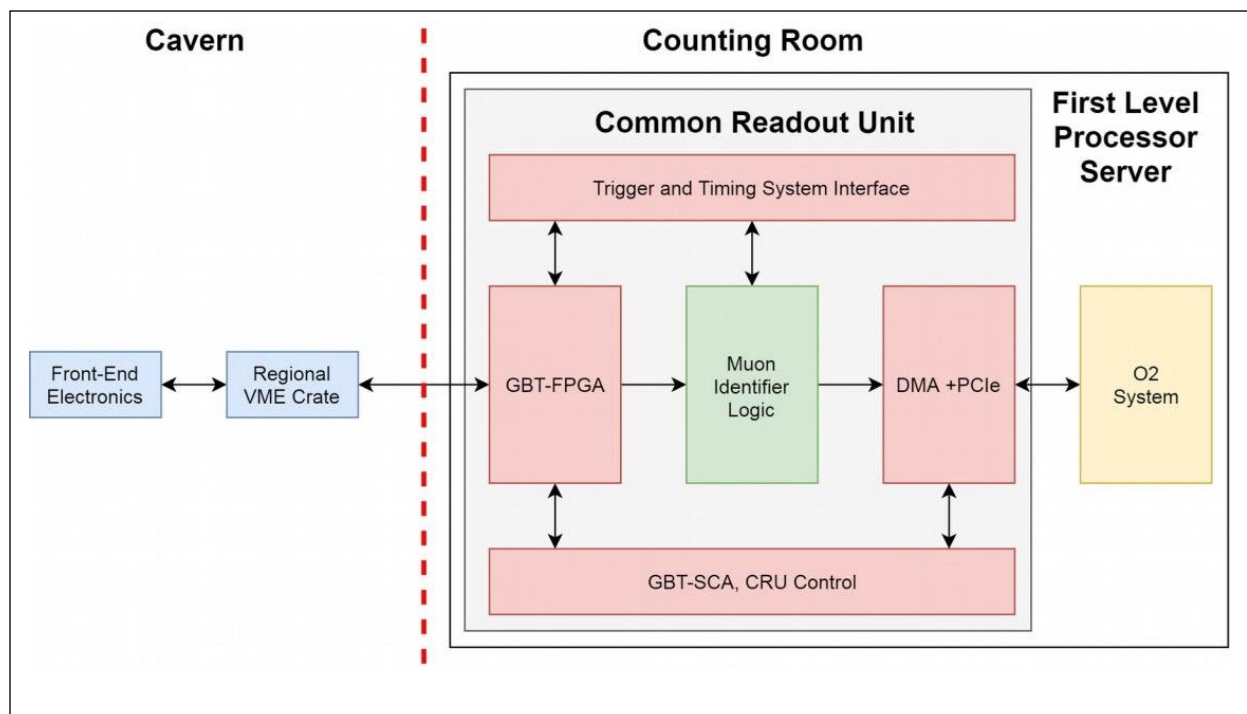 Cavern
Counting Room
Common Readout Unit
First Level
Processor
Server
Trigger and Timing System Interface
Front-End
Electronics
Regional
VME Crate
GBT-FPGA
Muon
Identifier
Logic
DMA +PCIe
O2
System
GBT-SCA, CRU Control